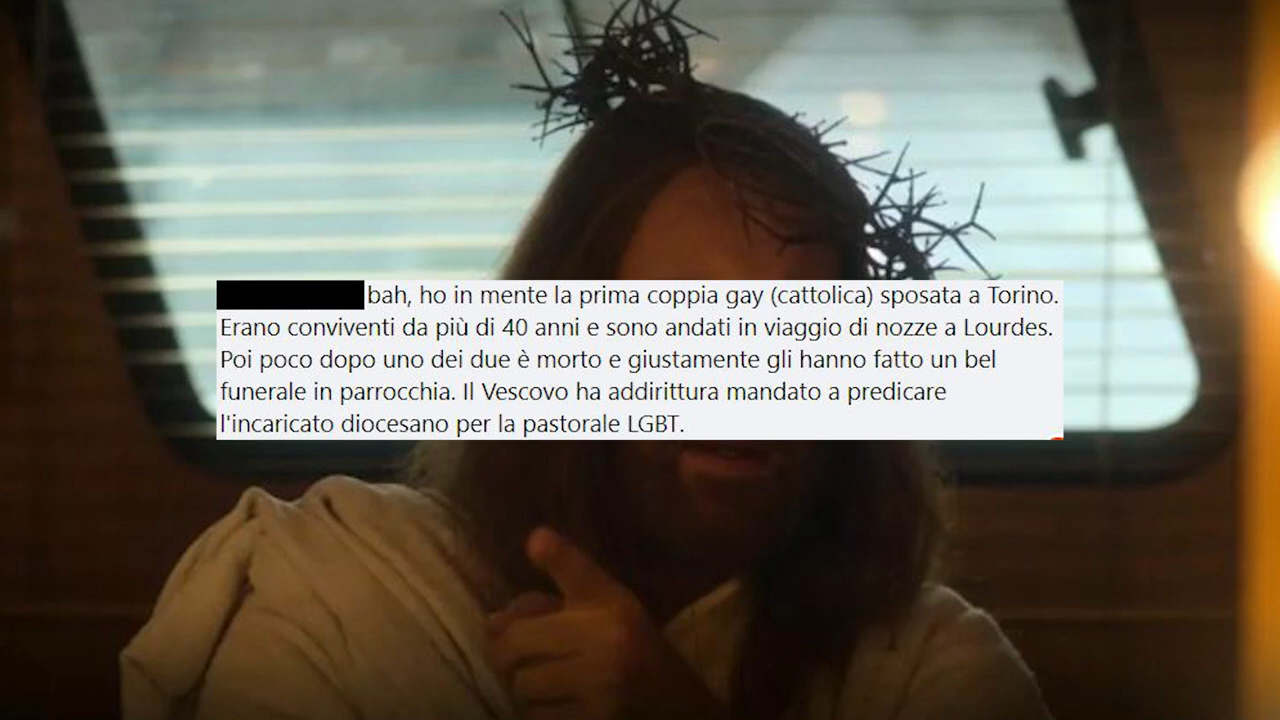 bah, ho in mente la prima coppia gay (cattolica) sposata a Torino.
Erano conviventi da più di 40 anni e sono andati in viaggio di nozze a Lourdes.
Poi poco dopo uno dei due è morto e giustamente gli hanno fatto un bel
funerale in parrocchia. Il Vescovo ha addirittura mandato a predicare
l'incaricato diocesano per la pastorale LGBT.